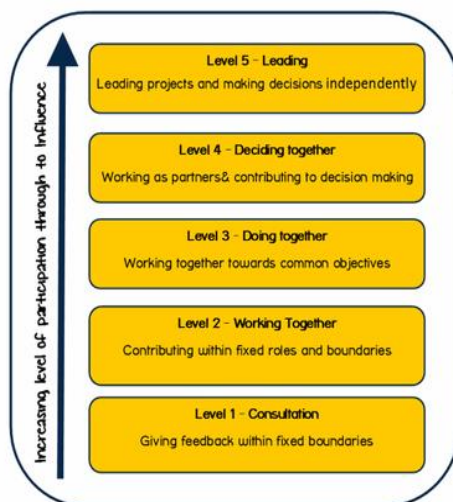 Level 5 - Leading
Leading projects and making decisions independently
Level 4 - Deciding together
Working as partners& contributing to decision making
Level 3 - Doing together
Working together towards common objectives
Level 2 - Working Together
Contributing within fixed roles and boundaries
Level 1 - Consultation
Giving feedback within fixed boundaries
Increasing level of participation through to influence